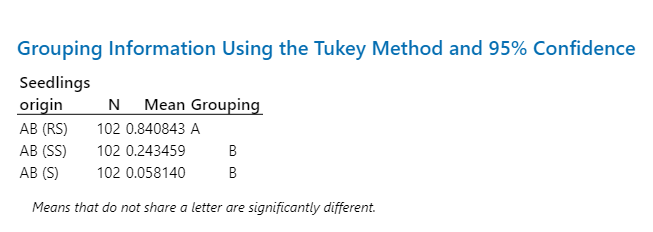 Grouping Information Using the Tukey Method and 95% Confidence
Seedlings
origin N Mean Grouping
AB (RS) 102 0.840843 A
AB (SS) 102 0.243459 B
AB (S) 102 0.058140 B
Means that do not share a letter are significantly different.